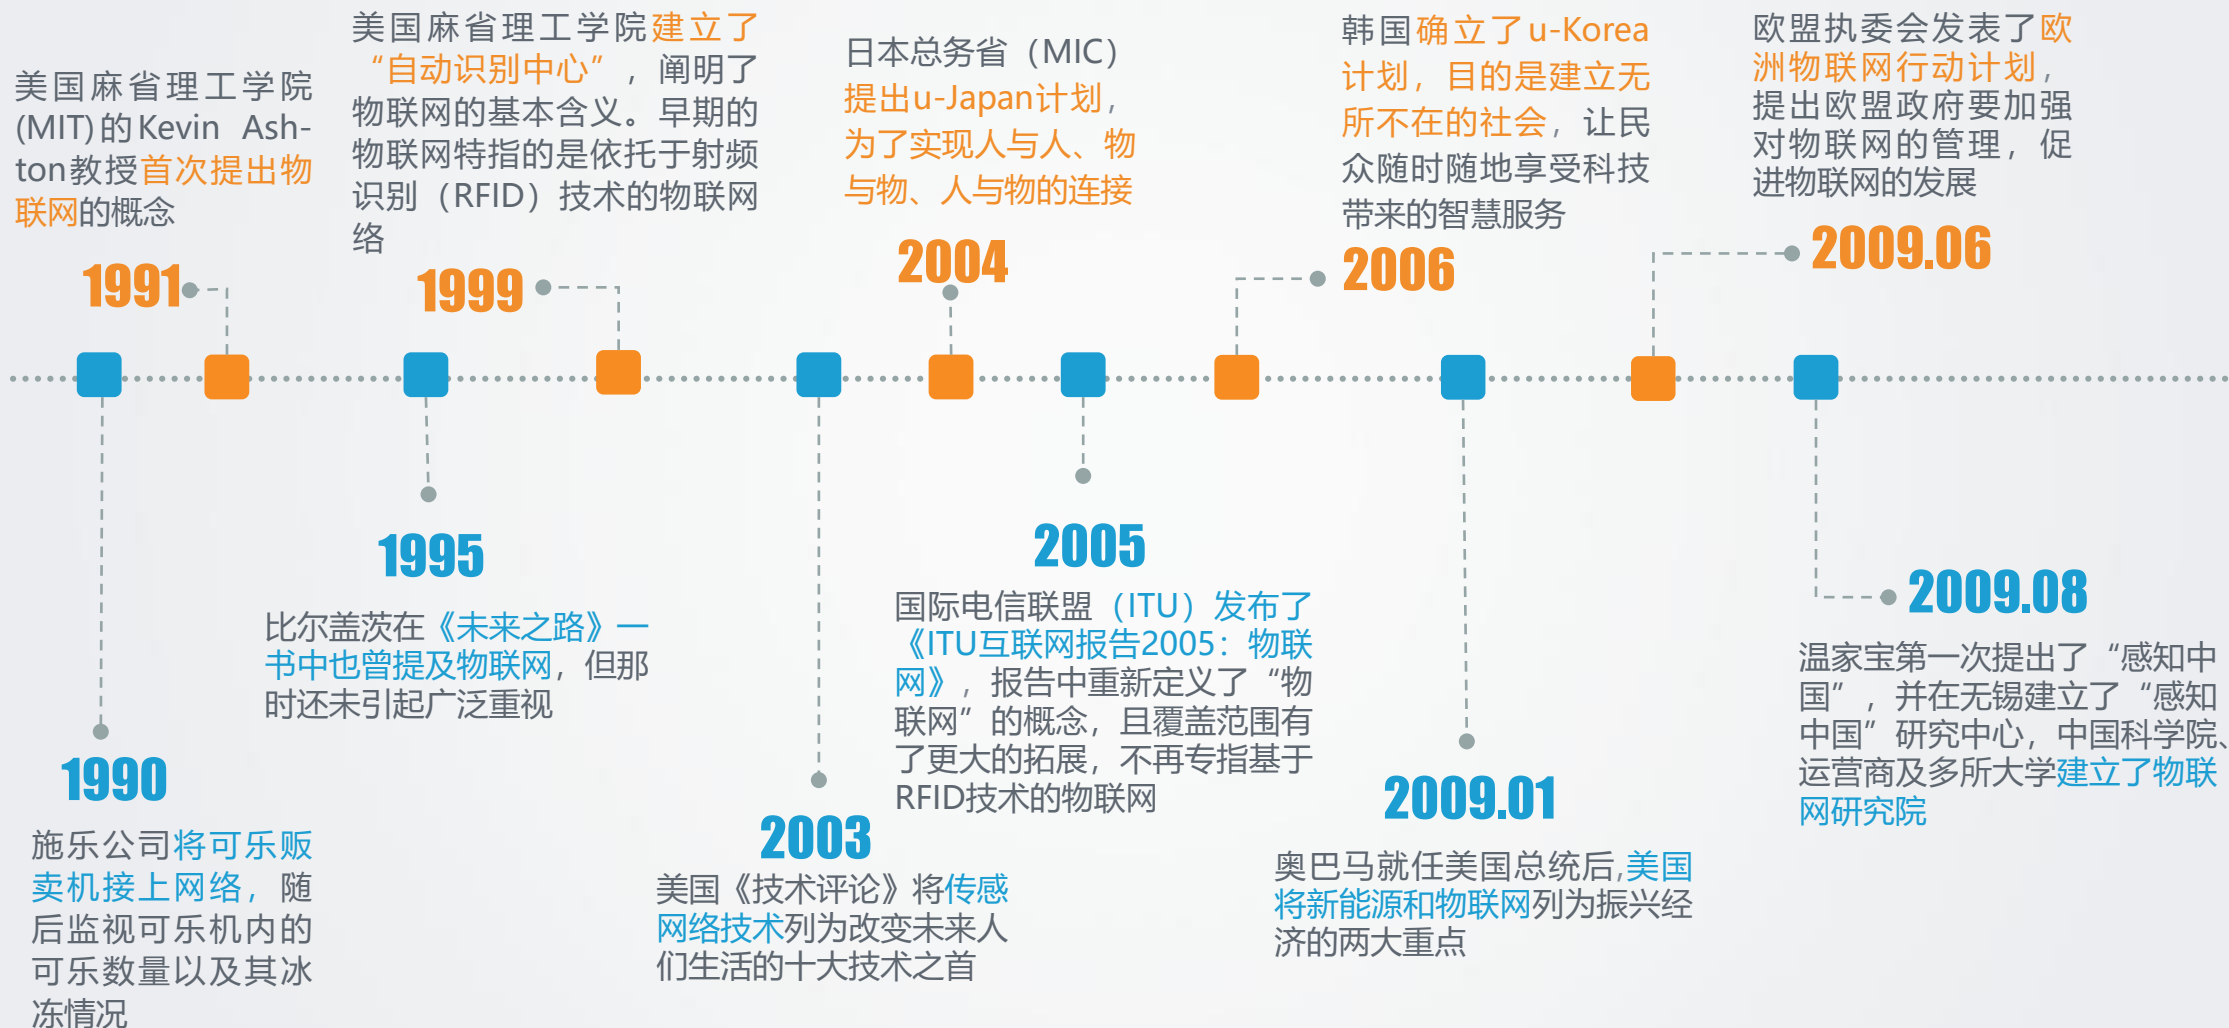 美国麻省理工学院
(MIT)的Kevin Ash-
ton教授首次提出物
联网的概念
1991
美国麻省理工学院建立了
“自动识别中心”，阐明了
物联网的基本含义。早期的
物联网特指的是依托于射频
识别（RFID）技术的物联网
络
1999
日本总务省（MIC）
提出u-Japan计划，
为了实现人与人、物
与物、人与物的连接
2004
韩国确立了u-Korea
计划，目的是建立无
所不在的社会，让民
众随时随地享受科技
带来的智慧服务
2006
欧盟执委会发表了欧
洲物联网行动计划，
提出欧盟政府要加强
对物联网的管理，促
进物联网的发展
2009.06
1990
施乐公司将可乐贩
卖机接上网络，随
后监视可乐机内的
可乐数量以及其冰
冻情况
1995
比尔盖茨在《未来之路》一
书中也曾提及物联网，但那
时还未引起广泛重视
2003
美国《技术评论》将传感
网络技术列为改变未来人
们生活的十大技术之首
2005
国际电信联盟（ITU）发布了
《ITU互联网报告2005：物联
网》，报告中重新定义了“物
联网”的概念，且覆盖范围有
了更大的拓展，不再专指基于
RFID技术的物联网
2009.01
奥巴马就任美国总统后,美国
将新能源和物联网列为振兴经
济的两大重点
2009.08
温家宝第一次提出了“感知中
国”，并在无锡建立了“感知
中国”研究中心，中国科学院、
运营商及多所大学建立了物联
网研究院